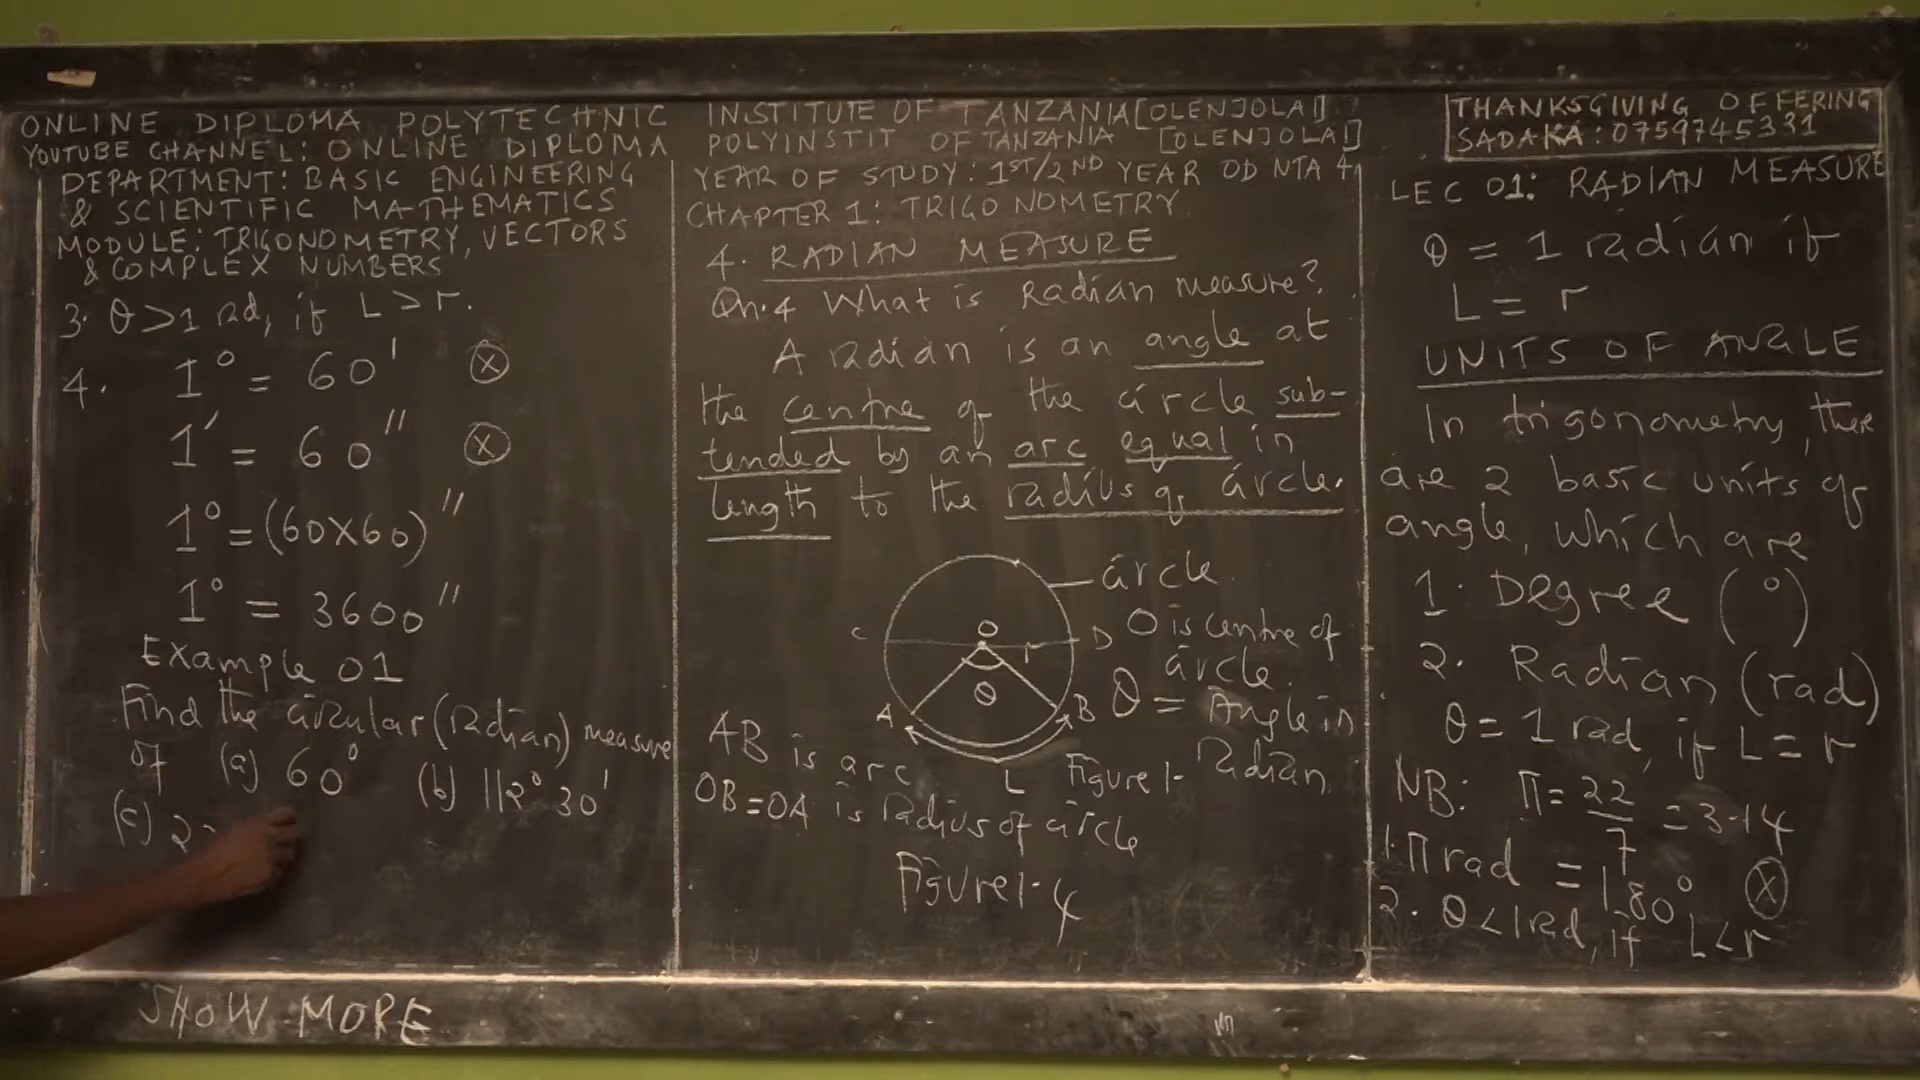 ONLINE DIPLOMA POLYTECHNIC INSTITUTE OF TANZANIA[OLENJOLAI]
YOUTUBE CHANNEL: ONLINE DIPLOMA POLYINSTIT OF TANZANIA [OLENJOLAI]
THANKSGIVING OFFERING
SADAKA: 0759745331
DEPARTMENT: BASIC ENGINEERING
& SCIENTIFIC MATHEMATICS
MODULE: TRIGONOMETRY, VECTORS
& COMPLEX NUMBERS
3. θ>1 rad, if L>r.
4. 1° = 60' ⓧ
1' = 60" ⓧ
1° = (60×60)"
1° = 3600"
Example 01
Find the circular (radian) measure
of (a) 60° (b) 112° 30'
(c) 2
YEAR OF STUDY: 1ST/2ND YEAR OD NTA 4
CHAPTER 1: TRIGONOMETRY
4. RADIAN MEASURE
Qn.4 What is Radian measure?
A radian is an angle at
the centre of the circle sub-
tended by an arc equal in
length to the radius of circle.
circle.
C O r D O is centre of
circle.
θ
A B θ = Angle in
Radian
AB is arc L Figure 1.
OB=OA is radius of circle
Figure 1.4
LEC 01: RADIAN MEASURE
θ = 1 radian if
L = r
UNITS OF ANGLE
In trigonometry, there
are 2 basic units of
angle, which are
1. Degree (°)
2. Radian (rad)
θ = 1 rad, if L = r
NB: Π = 22/7 = 3.14
1. Π rad = 180° ⓧ
2. θ<1rad, if L<r
SHOW MORE